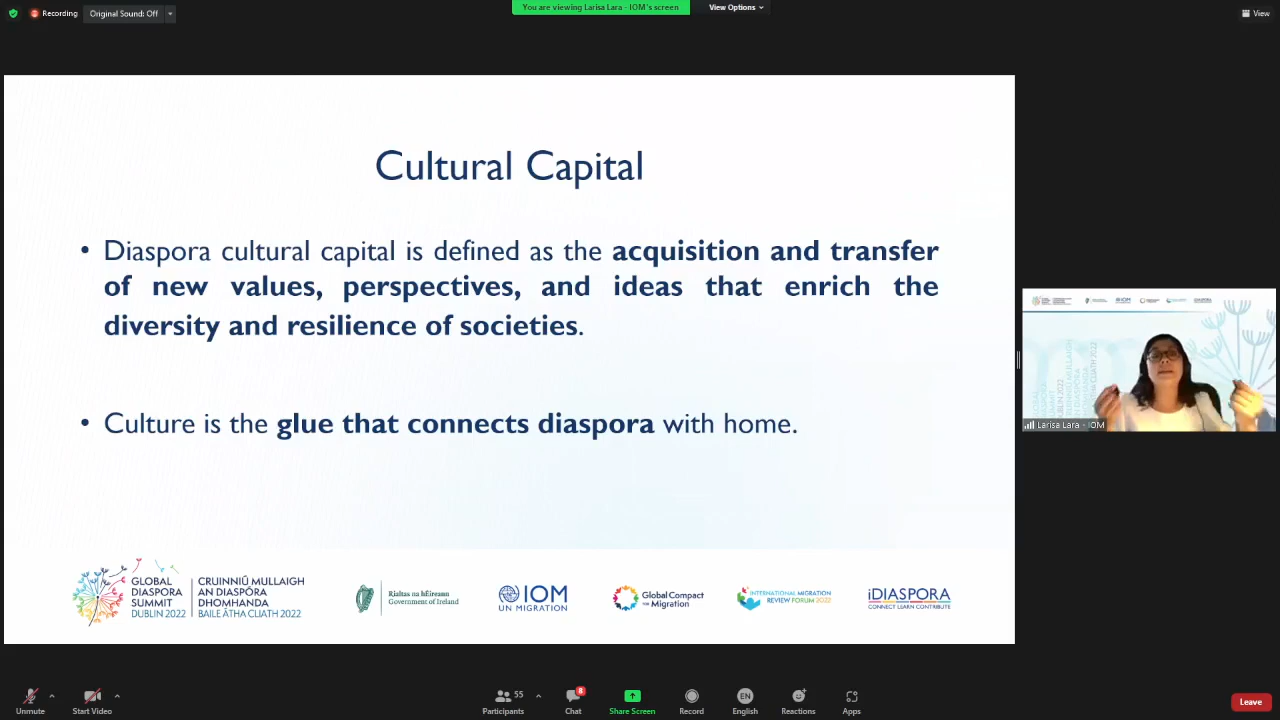 Recording
Original Sound: Off
You are viewing Larisa Lara - IOM's screen
View Options
View
Cultural Capital
• Diaspora cultural capital is defined as the acquisition and transfer
of new values, perspectives, and ideas that enrich the
diversity and resilience of societies.
• Culture is the glue that connects diaspora with home.
GLOBAL
DIASPORA
SUMMIT
DUBLIN 2022
CRUINNIÚ MULLAIGH
AN DIASPÓRA
DHOMHANDA
BAILE ÁTHA CLIATH 2022
Rialtas na hÉireann
Government of Ireland
IOM
UN MIGRATION
Global Compact
for Migration
INTERNATIONAL MIGRATION
REVIEW FORUM 2022
iDIASPORA
CONNECT LEARN CONTRIBUTE
IOM
Larisa Lara - IOM
Unmute
Start Video
55
Participants
8
Chat
Share Screen
Record
EN
English
Reactions
Apps
Leave